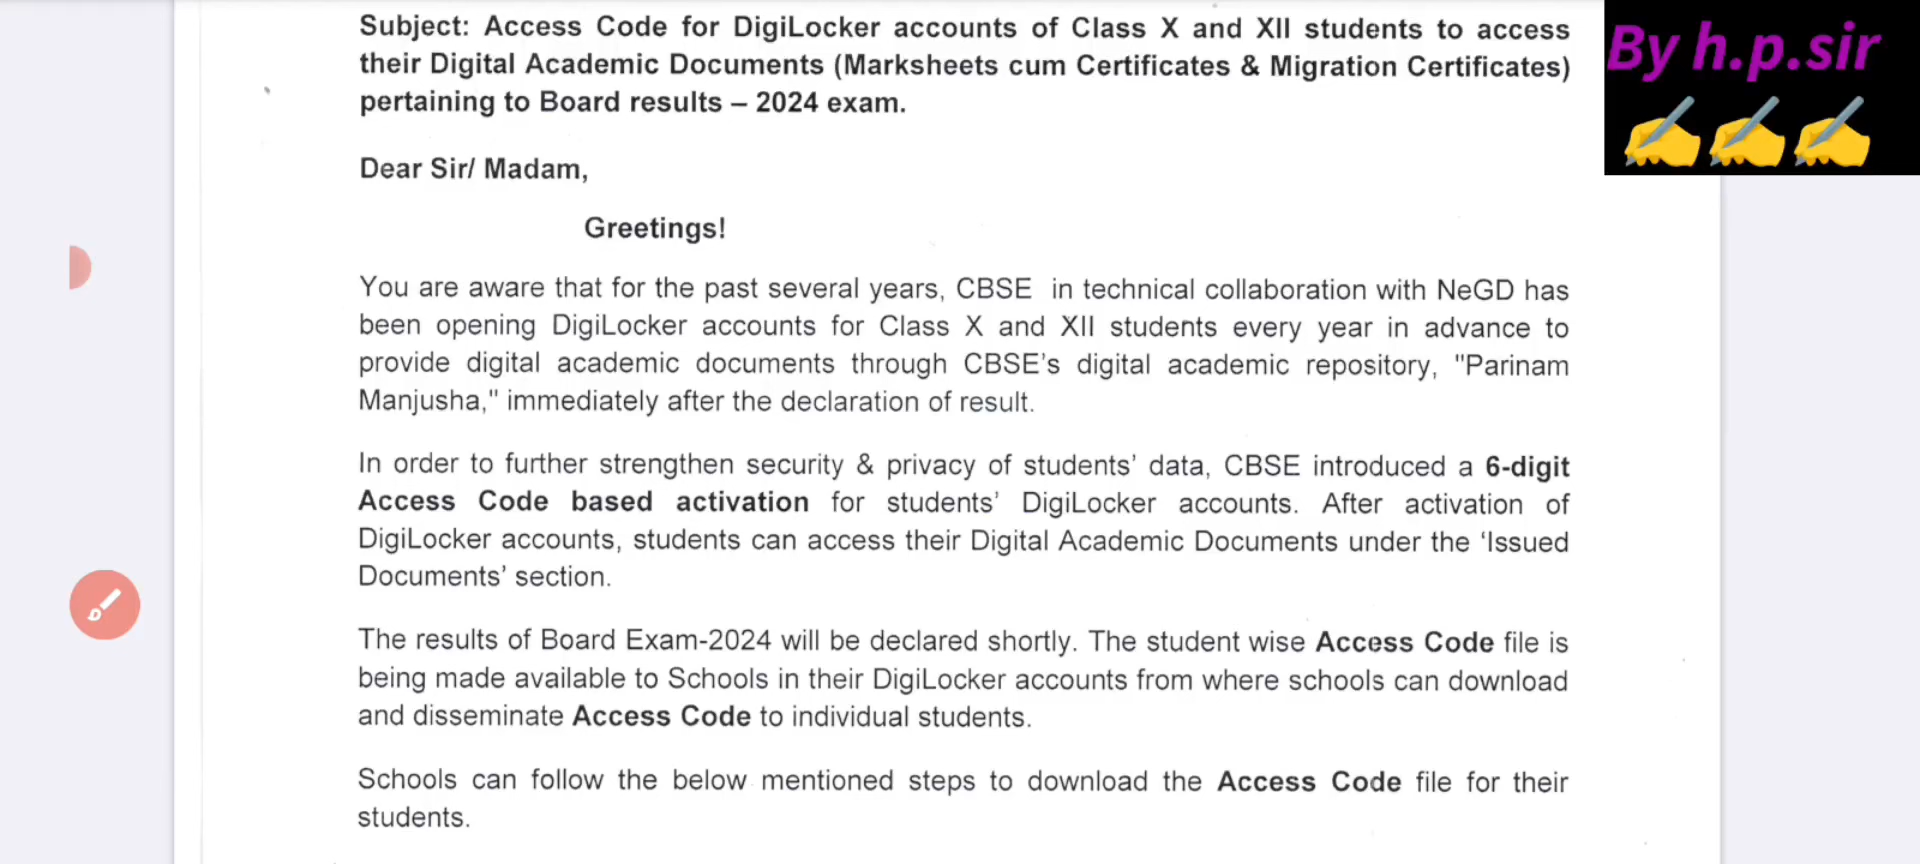 Subject: Access Code for DigiLocker accounts of Class X and XII students to access
their Digital Academic Documents (Marksheets cum Certificates & Migration Certificates)
pertaining to Board results – 2024 exam.
Dear Sir/ Madam,
Greetings!
You are aware that for the past several years, CBSE in technical collaboration with NeGD has
been opening DigiLocker accounts for Class X and XII students every year in advance to
provide digital academic documents through CBSE's digital academic repository, "Parinam
Manjusha," immediately after the declaration of result.
In order to further strengthen security & privacy of students' data, CBSE introduced a 6-digit
Access Code based activation for students' DigiLocker accounts. After activation of
DigiLocker accounts, students can access their Digital Academic Documents under the 'Issued
Documents' section.
The results of Board Exam-2024 will be declared shortly. The student wise Access Code file is
being made available to Schools in their DigiLocker accounts from where schools can download
and disseminate Access Code to individual students.
Schools can follow the below mentioned steps to download the Access Code file for their
students.
By h.p.sir